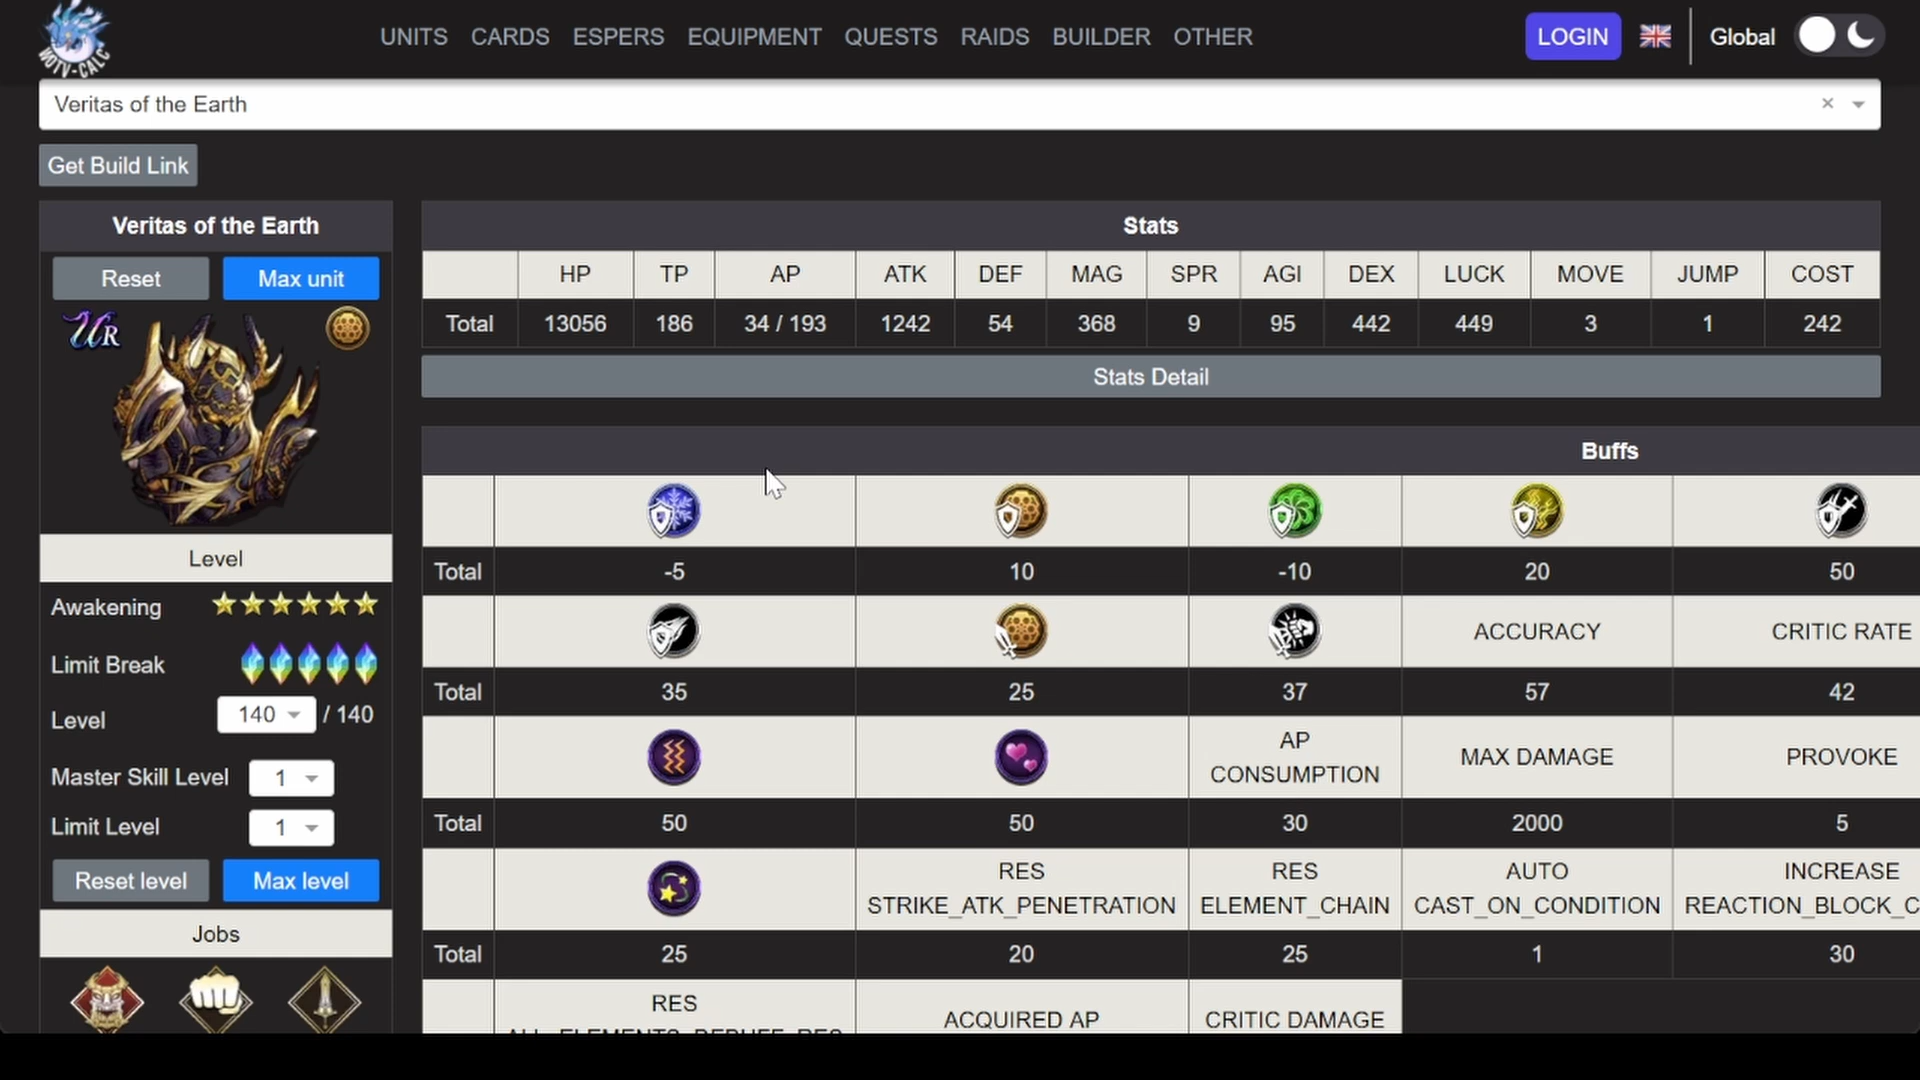 WOTV-CALC
UNITS CARDS ESPERS EQUIPMENT QUESTS RAIDS BUILDER OTHER LOGIN Global
Veritas of the Earth
Get Build Link
Veritas of the Earth
Reset Max unit
UR
Level
Awakening
Limit Break
Level 140 / 140
Master Skill Level 1
Limit Level 1
Reset level Max level
Jobs
Stats
HP TP AP ATK DEF MAG SPR AGI DEX LUCK MOVE JUMP COST
Total 13056 186 34 / 193 1242 54 368 9 95 442 449 3 1 242
Stats Detail
Buffs
Total -5 10 -10 20 50
ACCURACY CRITIC RATE
Total 35 25 37 57 42
AP CONSUMPTION MAX DAMAGE PROVOKE
Total 50 50 30 2000 5
RES STRIKE_ATK_PENETRATION RES ELEMENT_CHAIN AUTO CAST_ON_CONDITION INCREASE REACTION_BLOCK_C
Total 25 20 25 1 30
RES ACQUIRED AP CRITIC DAMAGE